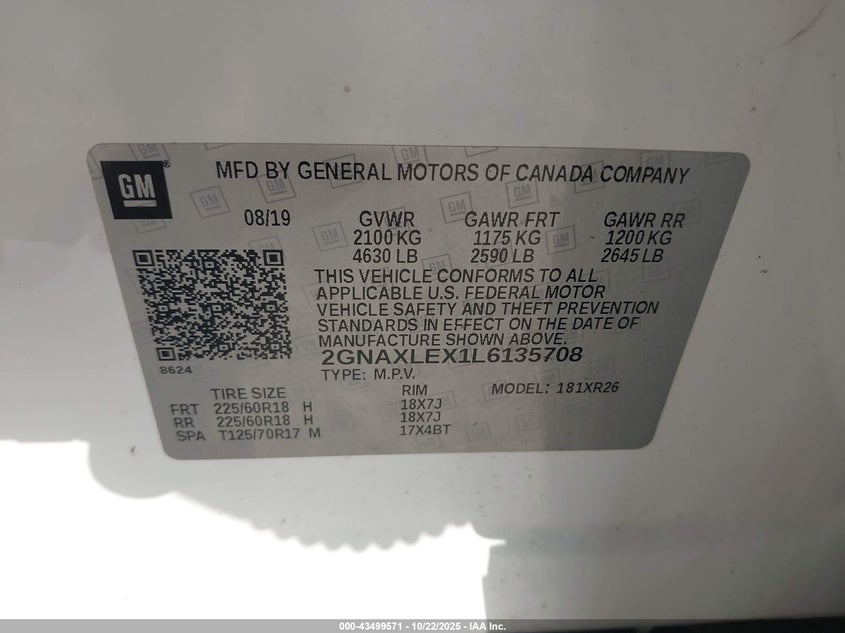 GM
MFD BY GENERAL MOTORS OF CANADA COMPANY
08/19 GVWR GAWR FRT GAWR RR
2100 KG 1175 KG 1200 KG
4630 LB 2590 LB 2645 LB
THIS VEHICLE CONFORMS TO ALL
APPLICABLE U.S. FEDERAL MOTOR
VEHICLE SAFETY AND THEFT PREVENTION
STANDARDS IN EFFECT ON THE DATE OF
MANUFACTURE SHOWN ABOVE.
2GNAXLEX1L6135708
8624
TYPE: M.P.V.
TIRE SIZE RIM MODEL: 181XR26
FRT 225/60R18 H 18X7J
RR 225/60R18 H 18X7J
SPA T125/70R17 M 17X4BT
000-43499571 | 10/22/2025 | IAA Inc.